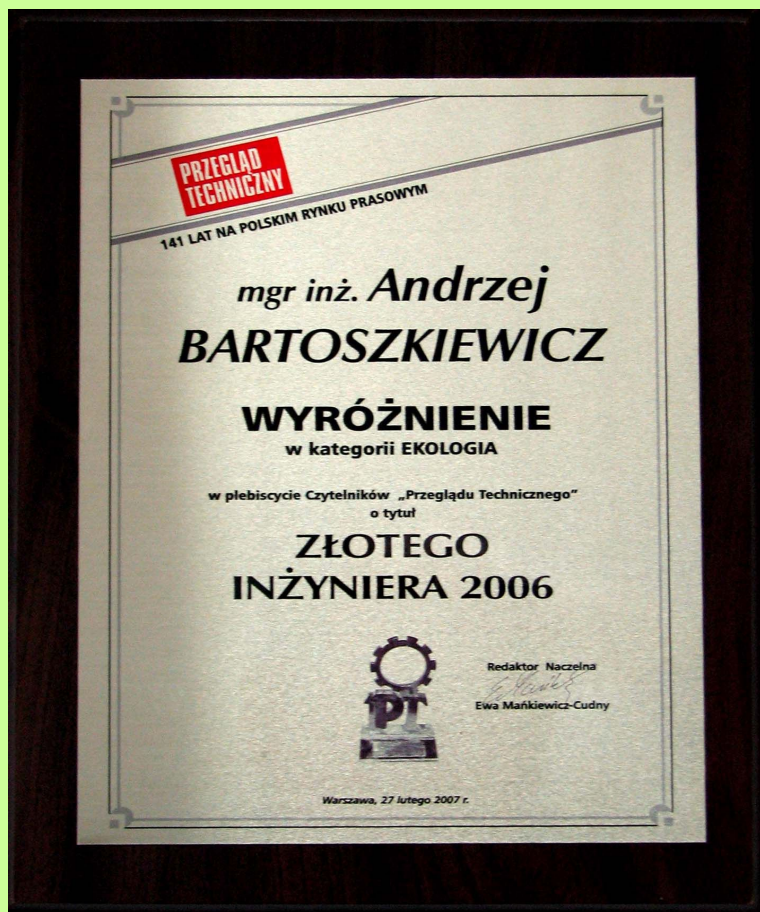 PRZEGLĄD
TECHNICZNY
141 LAT NA POLSKIM RYNKU PRASOWYM
mgr inż. Andrzej
BARTOSZKIEWICZ
WYRÓŻNIENIE
w kategorii EKOLOGIA
w plebiscycie Czytelników „Przeglądu Technicznego”
o tytuł
ZŁOTEGO
INŻYNIERA 2006
PT
Redaktor Naczelna
Ewa Mańkiewicz-Cudny
Warszawa, 27 lutego 2007 r.